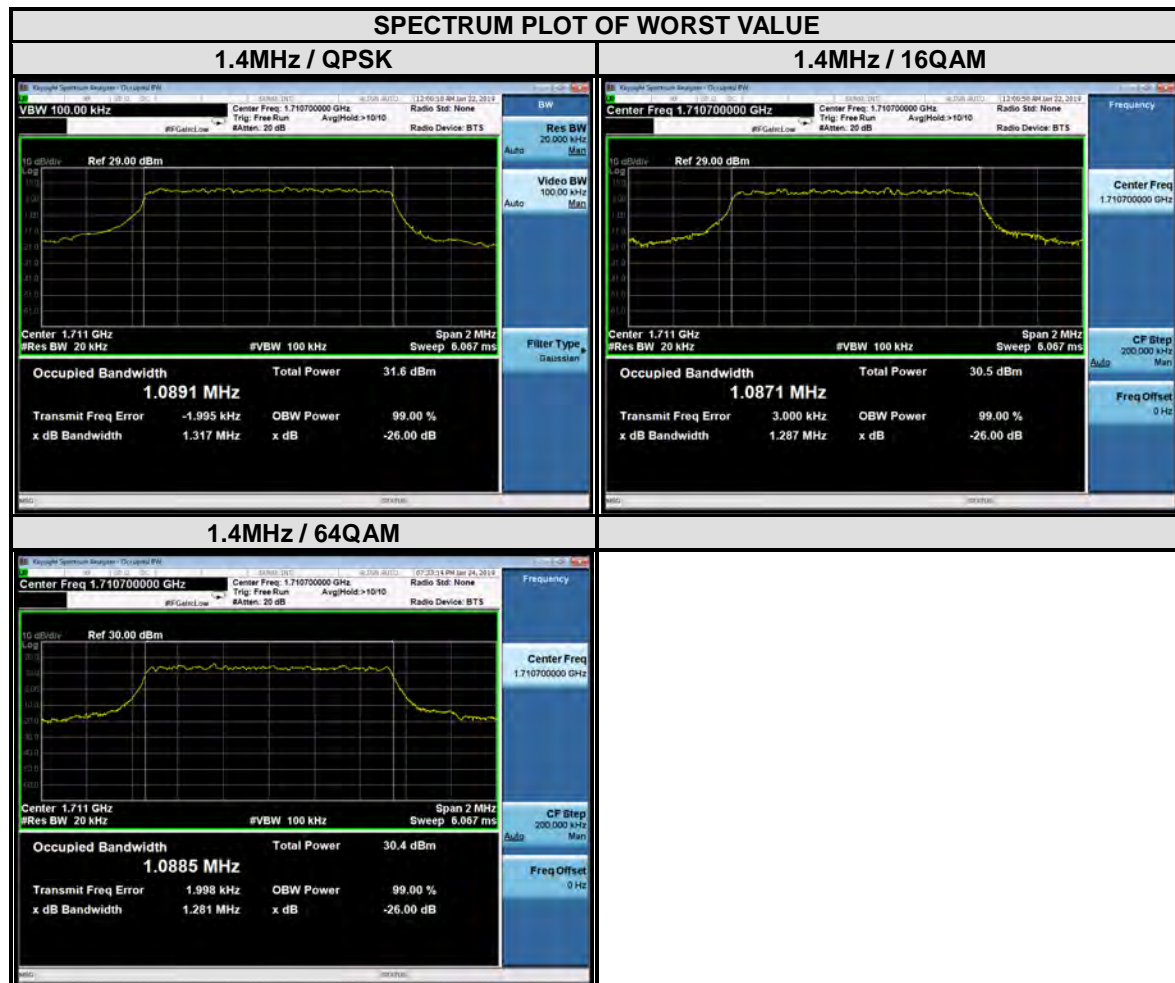 SPECTRUM PLOT OF WORST VALUE
1.4MHz / QPSK
VBW 100.00 kHz
Center Freq: 1.710700000 GHz
Trig: Free Run Avg|Hold:>10/10
#IFGain:Low #Atten: 20 dB
Radio Std: None
Radio Device: BTS
BW
Res BW
20.000 kHz
Auto Man
Video BW
100.00 kHz
Auto Man
Filter Type
Gaussian
10 dB/div Ref 29.00 dBm
Log
Center 1.711 GHz Span 2 MHz
#Res BW 20 kHz #VBW 100 kHz Sweep 6.067 ms
Occupied Bandwidth Total Power 31.6 dBm
1.0891 MHz
Transmit Freq Error -1.995 kHz OBW Power 99.00 %
x dB Bandwidth 1.317 MHz x dB -26.00 dB
MSG STATUS
1.4MHz / 16QAM
Center Freq 1.710700000 GHz
Center Freq: 1.710700000 GHz
Trig: Free Run Avg|Hold:>10/10
#IFGain:Low #Atten: 20 dB
Radio Std: None
Radio Device: BTS
Frequency
Center Freq
1.710700000 GHz
CF Step
200.000 kHz
Auto Man
Freq Offset
0 Hz
10 dB/div Ref 29.00 dBm
Log
Center 1.711 GHz Span 2 MHz
#Res BW 20 kHz #VBW 100 kHz Sweep 6.067 ms
Occupied Bandwidth Total Power 30.5 dBm
1.0871 MHz
Transmit Freq Error 3.000 kHz OBW Power 99.00 %
x dB Bandwidth 1.287 MHz x dB -26.00 dB
MSG STATUS
1.4MHz / 64QAM
Center Freq 1.710700000 GHz
Center Freq: 1.710700000 GHz
Trig: Free Run Avg|Hold:>10/10
#IFGain:Low #Atten: 20 dB
Radio Std: None
Radio Device: BTS
Frequency
Center Freq
1.710700000 GHz
CF Step
200.000 kHz
Auto Man
Freq Offset
0 Hz
10 dB/div Ref 30.00 dBm
Log
Center 1.711 GHz Span 2 MHz
#Res BW 20 kHz #VBW 100 kHz Sweep 6.067 ms
Occupied Bandwidth Total Power 30.4 dBm
1.0885 MHz
Transmit Freq Error 1.998 kHz OBW Power 99.00 %
x dB Bandwidth 1.281 MHz x dB -26.00 dB
MSG STATUS